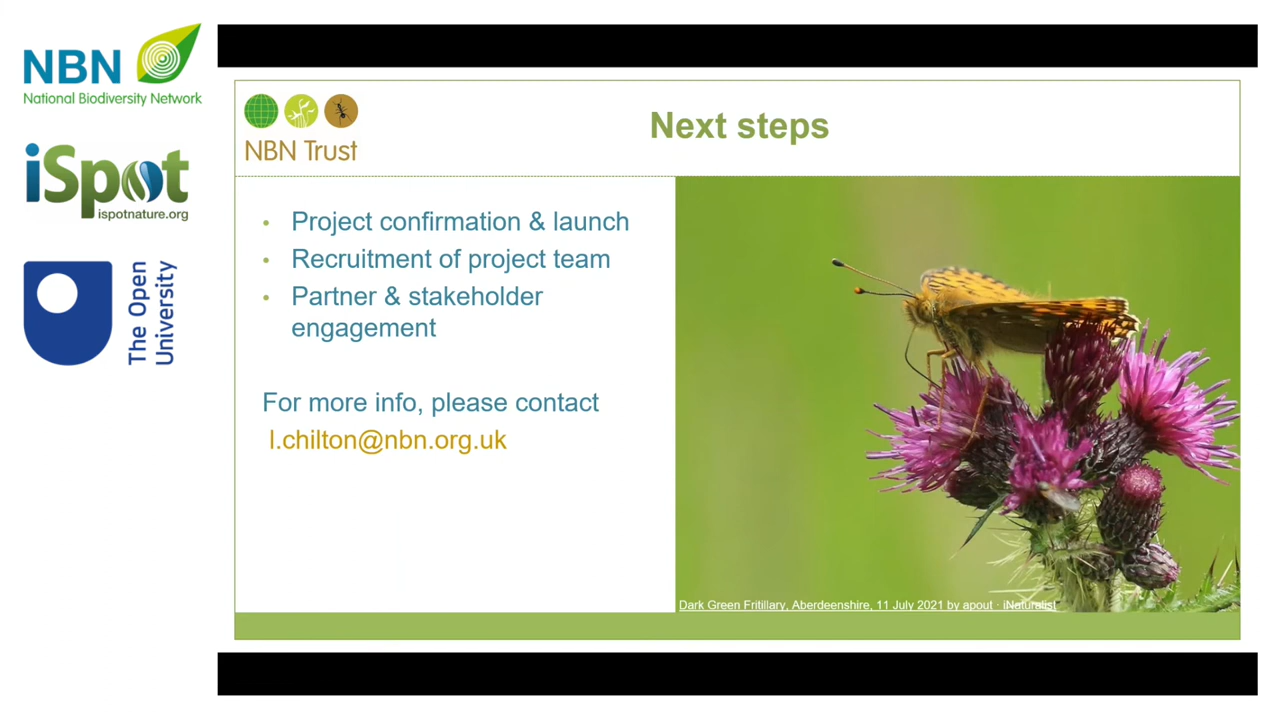 NBN
National Biodiversity Network
iSpot
ispotnature.org
The Open
University
NBN Trust
Next steps
• Project confirmation & launch
• Recruitment of project team
• Partner & stakeholder
engagement
For more info, please contact
l.chilton@nbn.org.uk
Dark Green Fritillary, Aberdeenshire, 11 July 2021 by apout · iNaturalist